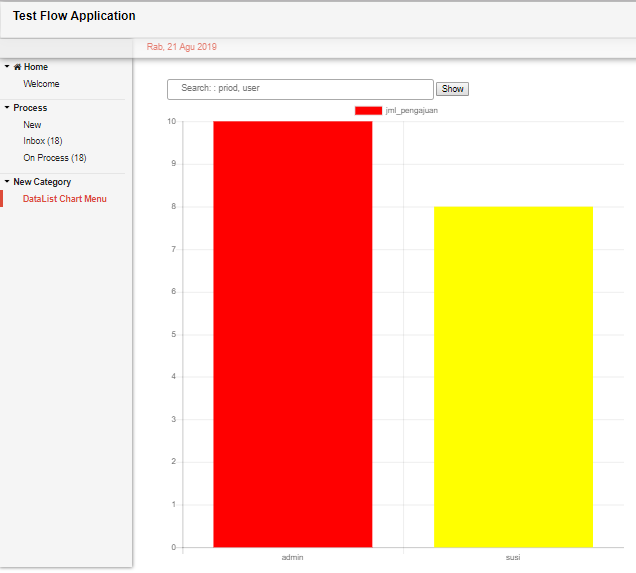 Test Flow Application
Rab, 21 Agu 2019
Home
Welcome
Process
New
Inbox (18)
On Process (18)
New Category
DataList Chart Menu
Search: : priod, user
Show
jml_pengajuan
10
9
8
7
6
5
4
3
2
1
0
admin
susi